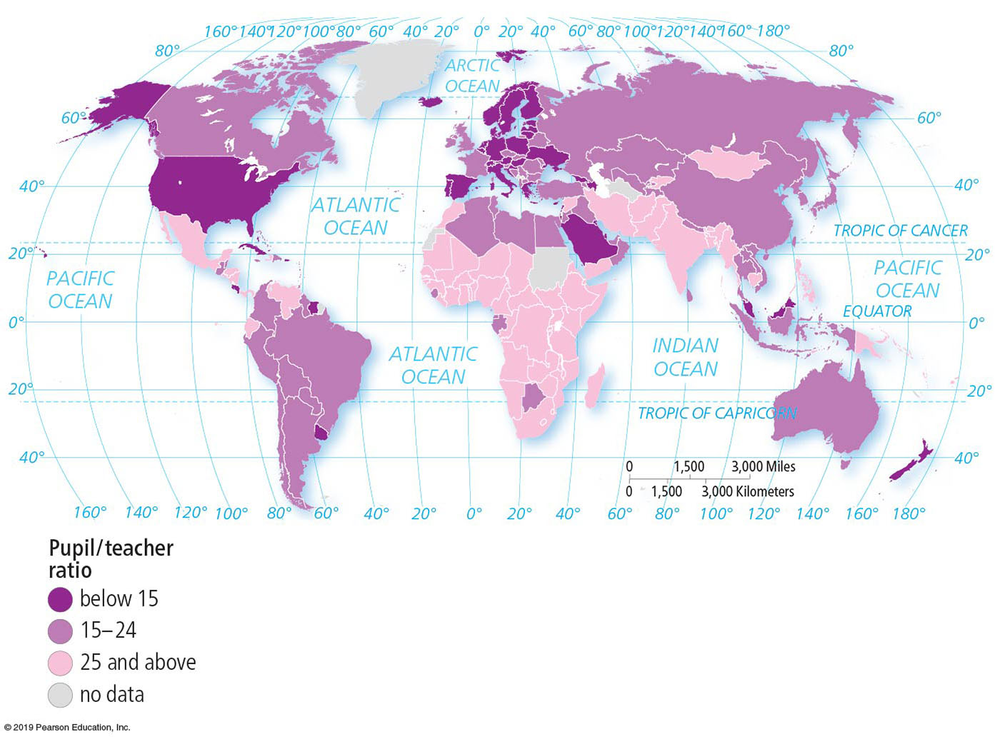 160° 140° 120° 100° 80° 60° 40° 20° 0° 20° 40° 60° 80° 100° 120° 140° 160° 180°
80° 80°
ARCTIC
OCEAN
60° 60°
40° 40°
ATLANTIC
OCEAN
TROPIC OF CANCER
20° 20°
PACIFIC
OCEAN
PACIFIC
OCEAN
EQUATOR
0° 0°
ATLANTIC
OCEAN
INDIAN
OCEAN
20° 20°
TROPIC OF CAPRICORN
40° 40°
0 1,500 3,000 Miles
0 1,500 3,000 Kilometers
160° 140° 120° 100° 80° 60° 40° 20° 0° 20° 40° 60° 80° 100° 120° 140° 160° 180°
Pupil/teacher
ratio
below 15
15–24
25 and above
no data
© 2019 Pearson Education, Inc.